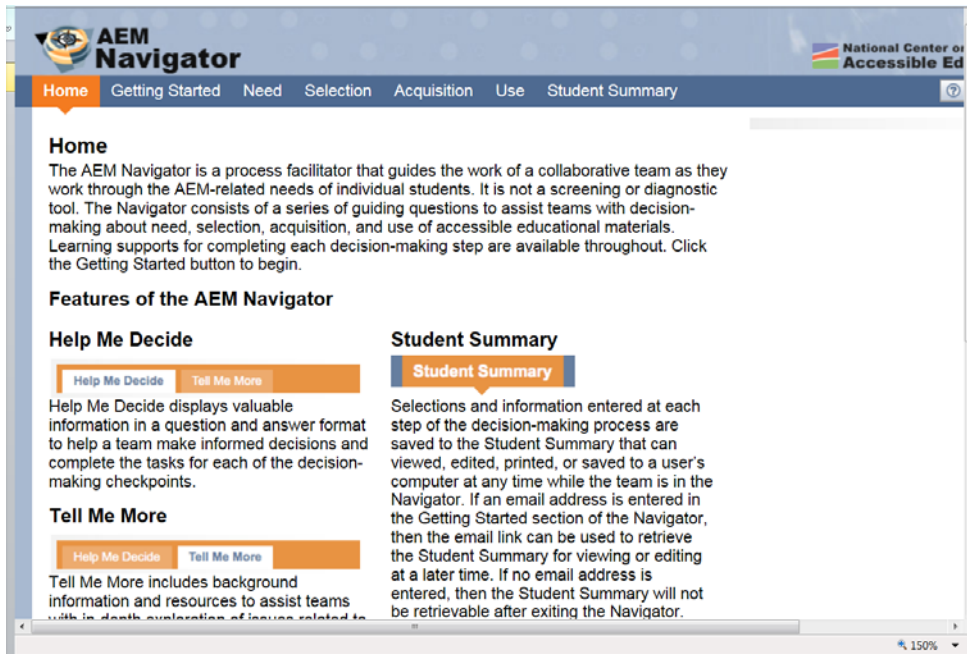 AEM
Navigator
National Center on
Accessible Ed
Home Getting Started Need Selection Acquisition Use Student Summary
Home
The AEM Navigator is a process facilitator that guides the work of a collaborative team as they
work through the AEM-related needs of individual students. It is not a screening or diagnostic
tool. The Navigator consists of a series of guiding questions to assist teams with decision-
making about need, selection, acquisition, and use of accessible educational materials.
Learning supports for completing each decision-making step are available throughout. Click
the Getting Started button to begin.
Features of the AEM Navigator
Help Me Decide
Help Me Decide Tell Me More
Help Me Decide displays valuable
information in a question and answer format
to help a team make informed decisions and
complete the tasks for each of the decision-
making checkpoints.
Tell Me More
Help Me Decide Tell Me More
Tell Me More includes background
information and resources to assist teams
with in-depth exploration of issues related to
Student Summary
Student Summary
Selections and information entered at each
step of the decision-making process are
saved to the Student Summary that can
viewed, edited, printed, or saved to a user's
computer at any time while the team is in the
Navigator. If an email address is entered in
the Getting Started section of the Navigator,
then the email link can be used to retrieve
the Student Summary for viewing or editing
at a later time. If no email address is
entered, then the Student Summary will not
be retrievable after exiting the Navigator.
150%